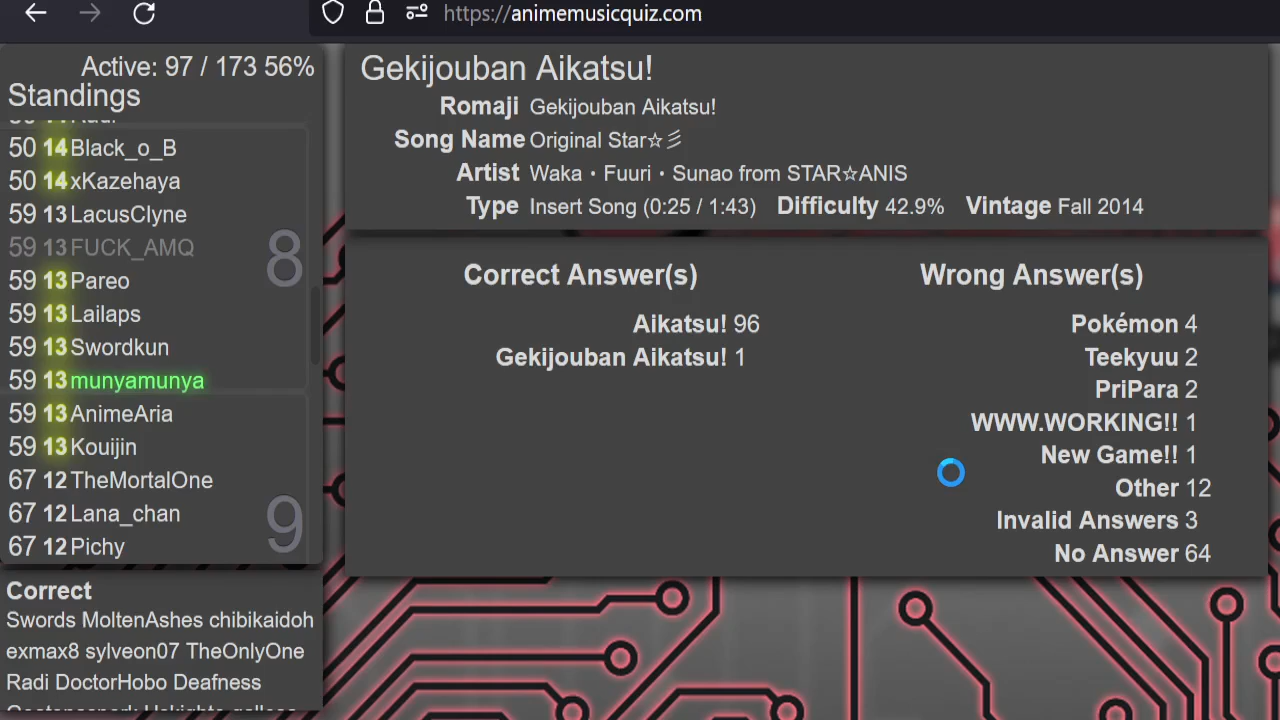 https://animemusicquiz.com
Active: 97 / 173 56%
Standings
50 14 Black_o_B
50 14 xKazehaya
59 13 LacusClyne
59 13 FUCK_AMQ
8
59 13 Pareo
59 13 Lailaps
59 13 Swordkun
59 13 munyamunya
59 13 AnimeAria
59 13 Kouijin
67 12 TheMortalOne
67 12 Lana_chan
9
67 12 Pichy
Correct
Swords MoltenAshes chibikaidoh
exmax8 sylveon07 TheOnlyOne
Radi DoctorHobo Deafness
Gekijouban Aikatsu!
Romaji Gekijouban Aikatsu!
Song Name Original Star☆彡
Artist Waka・Fuuri・Sunao from STAR☆ANIS
Type Insert Song (0:25 / 1:43) Difficulty 42.9% Vintage Fall 2014
Correct Answer(s)
Aikatsu! 96
Gekijouban Aikatsu! 1
Wrong Answer(s)
Pokémon 4
Teekyuu 2
PriPara 2
WWW.WORKING!! 1
New Game!! 1
Other 12
Invalid Answers 3
No Answer 64